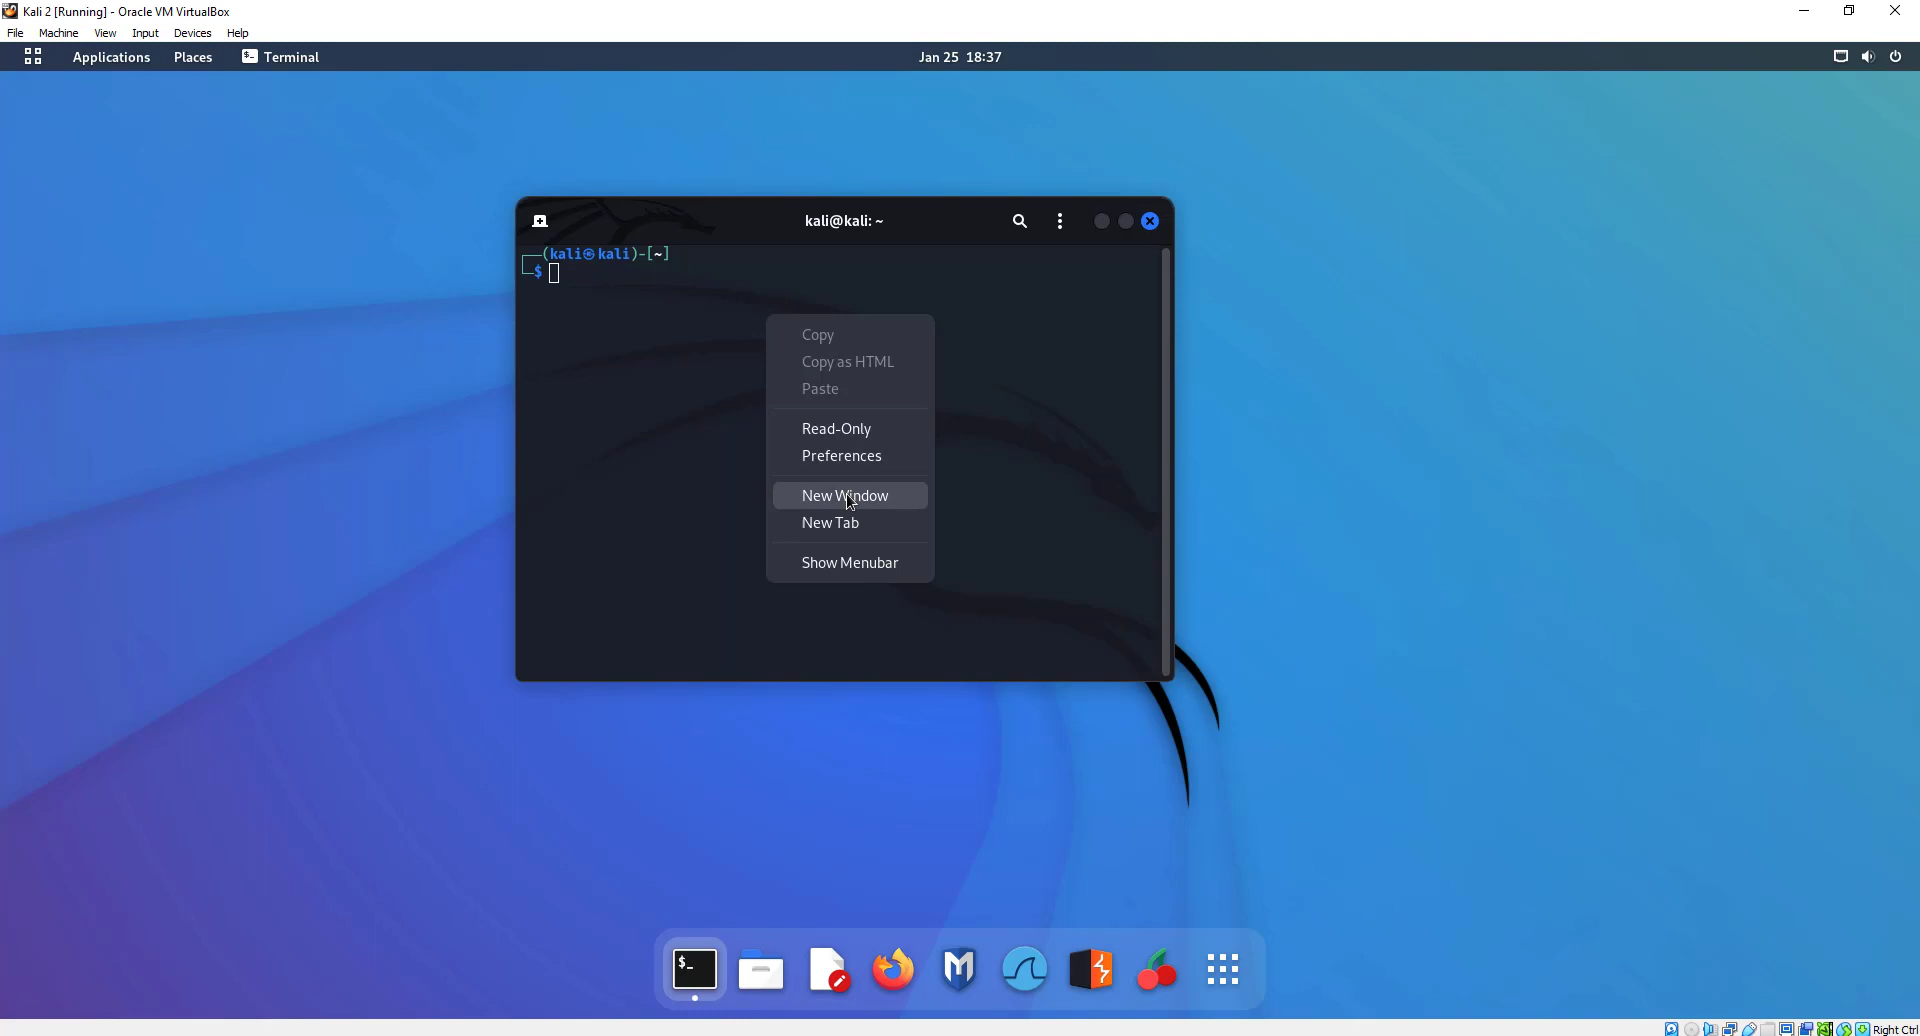 Kali 2 [Running] - Oracle VM VirtualBox
File Machine View Input Devices Help
Applications Places Terminal Jan 25 18:37
kali@kali: ~
┌──(kali㉿kali)-[~]
└─$
Copy
Copy as HTML
Paste
Read-Only
Preferences
New Window
New Tab
Show Menubar
$_
Right Ctrl